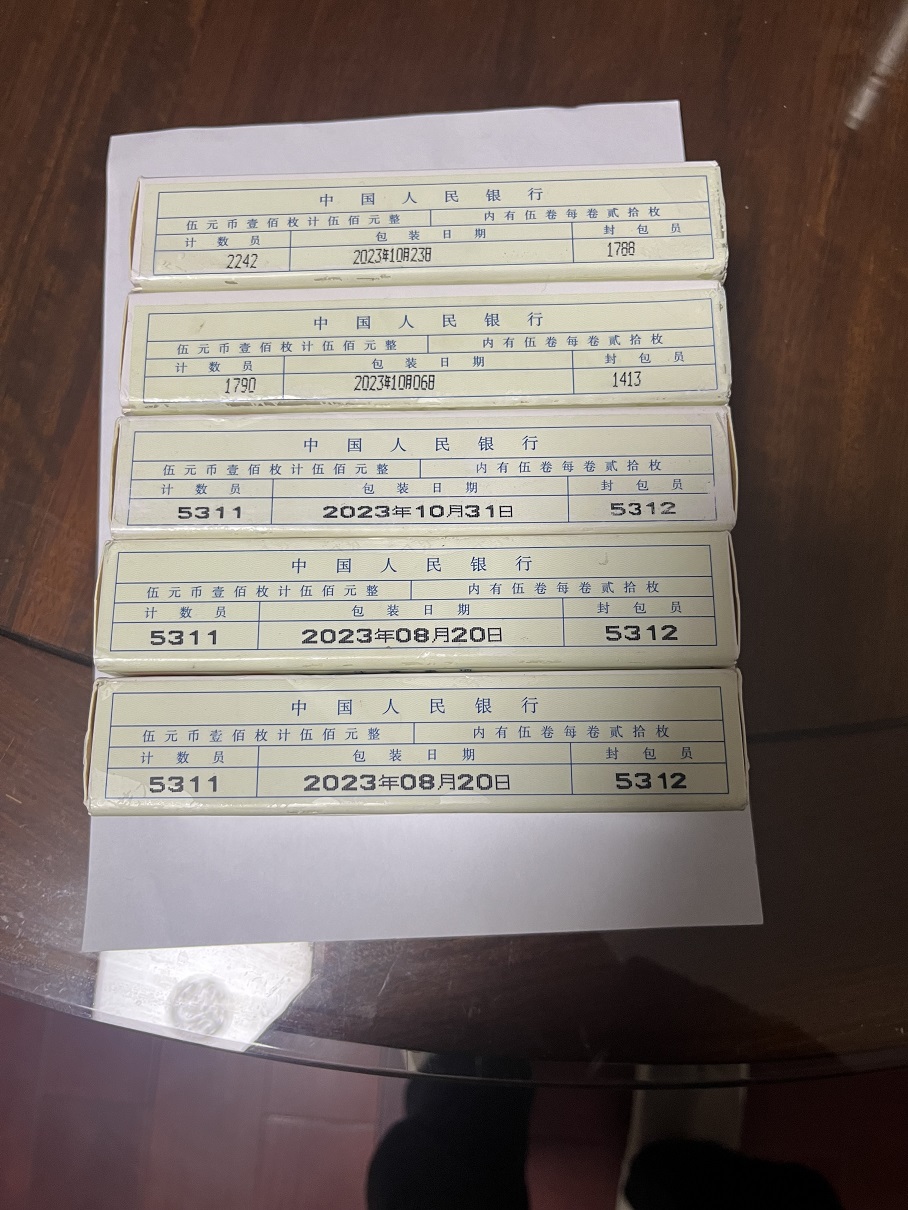 中国人民银行
伍元币壹佰枚计伍佰元整 内有伍卷每卷贰拾枚
计数员 包装日期 封包员
2242 2023年10月23日 1788
中国人民银行
伍元币壹佰枚计伍佰元整 内有伍卷每卷贰拾枚
计数员 包装日期 封包员
1790 2023年10月06日 1413
中国人民银行
伍元币壹佰枚计伍佰元整 内有伍卷每卷贰拾枚
计数员 包装日期 封包员
5311 2023年10月31日 5312
中国人民银行
伍元币壹佰枚计伍佰元整 内有伍卷每卷贰拾枚
计数员 包装日期 封包员
5311 2023年08月20日 5312
中国人民银行
伍元币壹佰枚计伍佰元整 内有伍卷每卷贰拾枚
计数员 包装日期 封包员
5311 2023年08月20日 5312